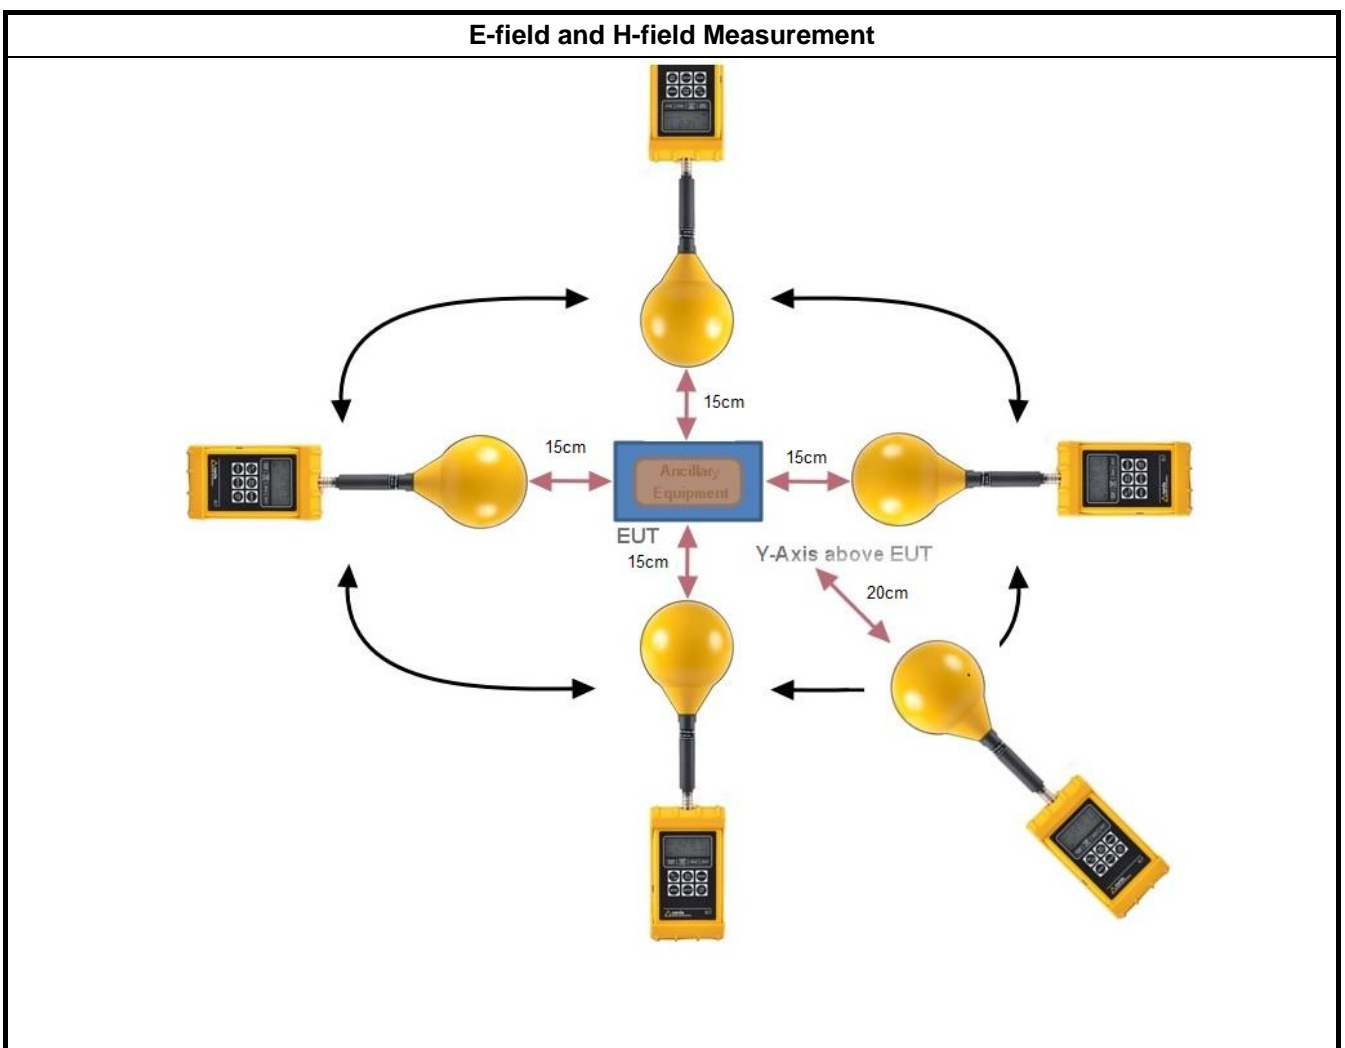 E-field and H-field Measurement
15cm
15cm
15cm
Ancillary
Equipment
EUT
15cm
Y-Axis above EUT
20cm